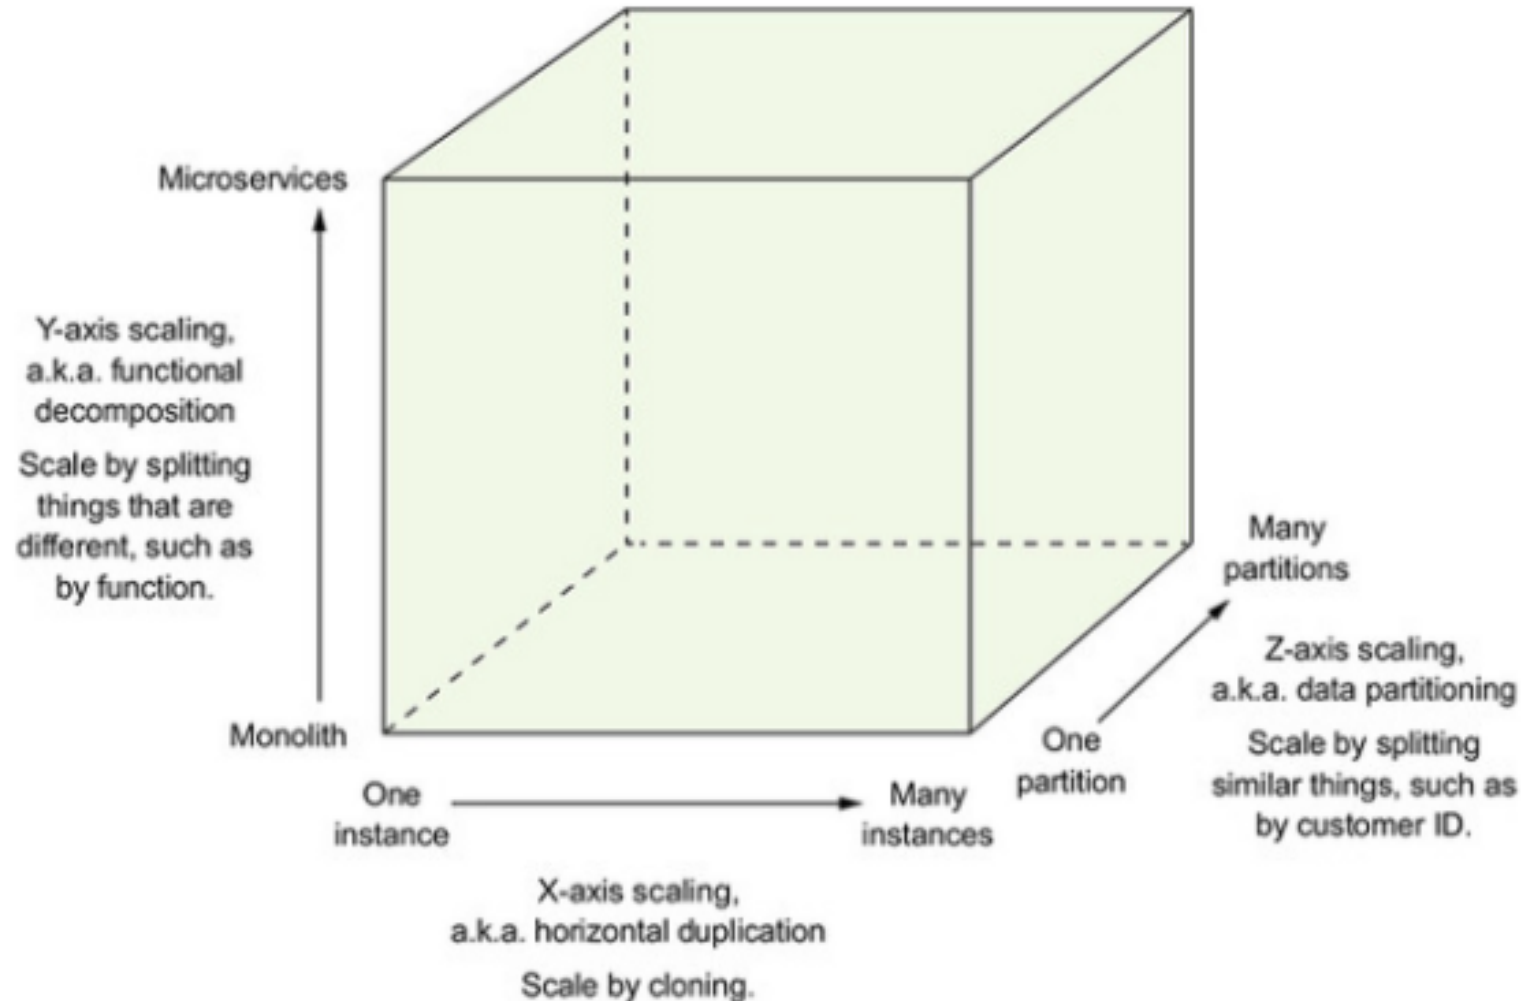 Microservices
Y-axis scaling,
a.k.a. functional
decomposition
Scale by splitting
things that are
different, such as
by function.
Monolith
One
instance
Many
instances
X-axis scaling,
a.k.a. horizontal duplication
Scale by cloning.
One
partition
Many
partitions
Z-axis scaling,
a.k.a. data partitioning
Scale by splitting
similar things, such as
by customer ID.